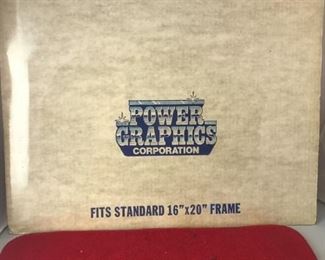 POWER
GRAPHICS
CORPORATION
FITS STANDARD 16"x20" FRAME